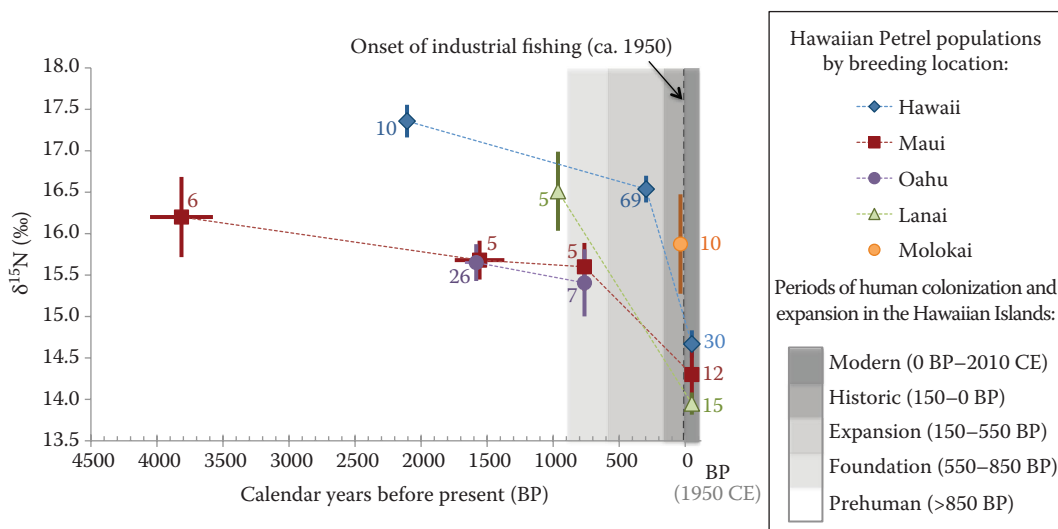 Onset of industrial fishing (ca. 1950)
18.0
17.5
17.0
16.5
16.0
15.5
15.0
14.5
14.0
13.5
δ¹⁵N (‰)
10
6
5
69
10
5
5
26
7
30
12
15
4500
4000
3500
3000
2500
2000
1500
1000
500
0
BP
(1950 CE)
Calendar years before present (BP)
Hawaiian Petrel populations
by breeding location:
Hawaii
Maui
Oahu
Lanai
Molokai
Periods of human colonization and
expansion in the Hawaiian Islands:
Modern (0 BP–2010 CE)
Historic (150–0 BP)
Expansion (150–550 BP)
Foundation (550–850 BP)
Prehuman (>850 BP)